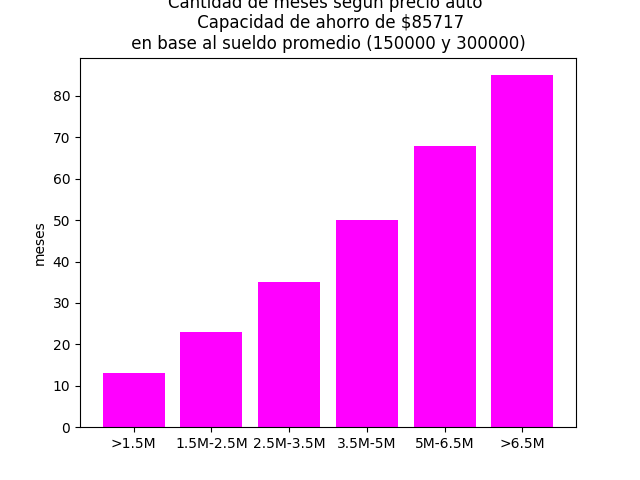 Cantidad de meses según precio auto
Capacidad de ahorro de $85717
en base al sueldo promedio (150000 y 300000)
meses
80
70
60
50
40
30
20
10
0
>1.5M 1.5M-2.5M 2.5M-3.5M 3.5M-5M 5M-6.5M >6.5M